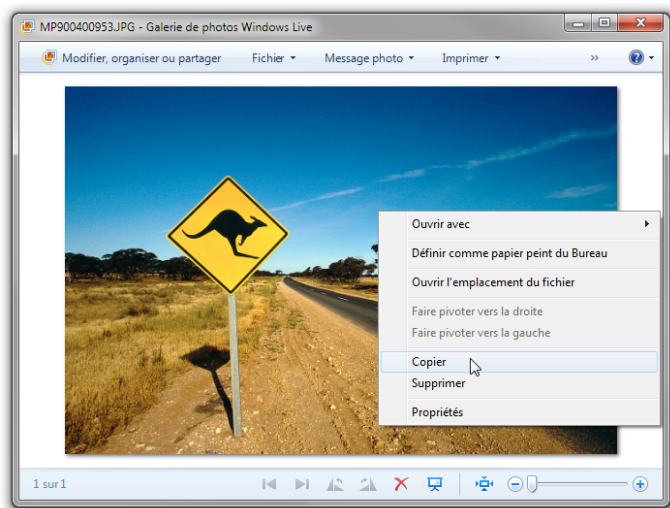 MP900400953.JPG - Galerie de photos Windows Live
Modifier, organiser ou partager Fichier Message photo Imprimer »
Ouvrir avec
Définir comme papier peint du Bureau
Ouvrir l'emplacement du fichier
Faire pivoter vers la droite
Faire pivoter vers la gauche
Copier
Supprimer
Propriétés
1 sur 1